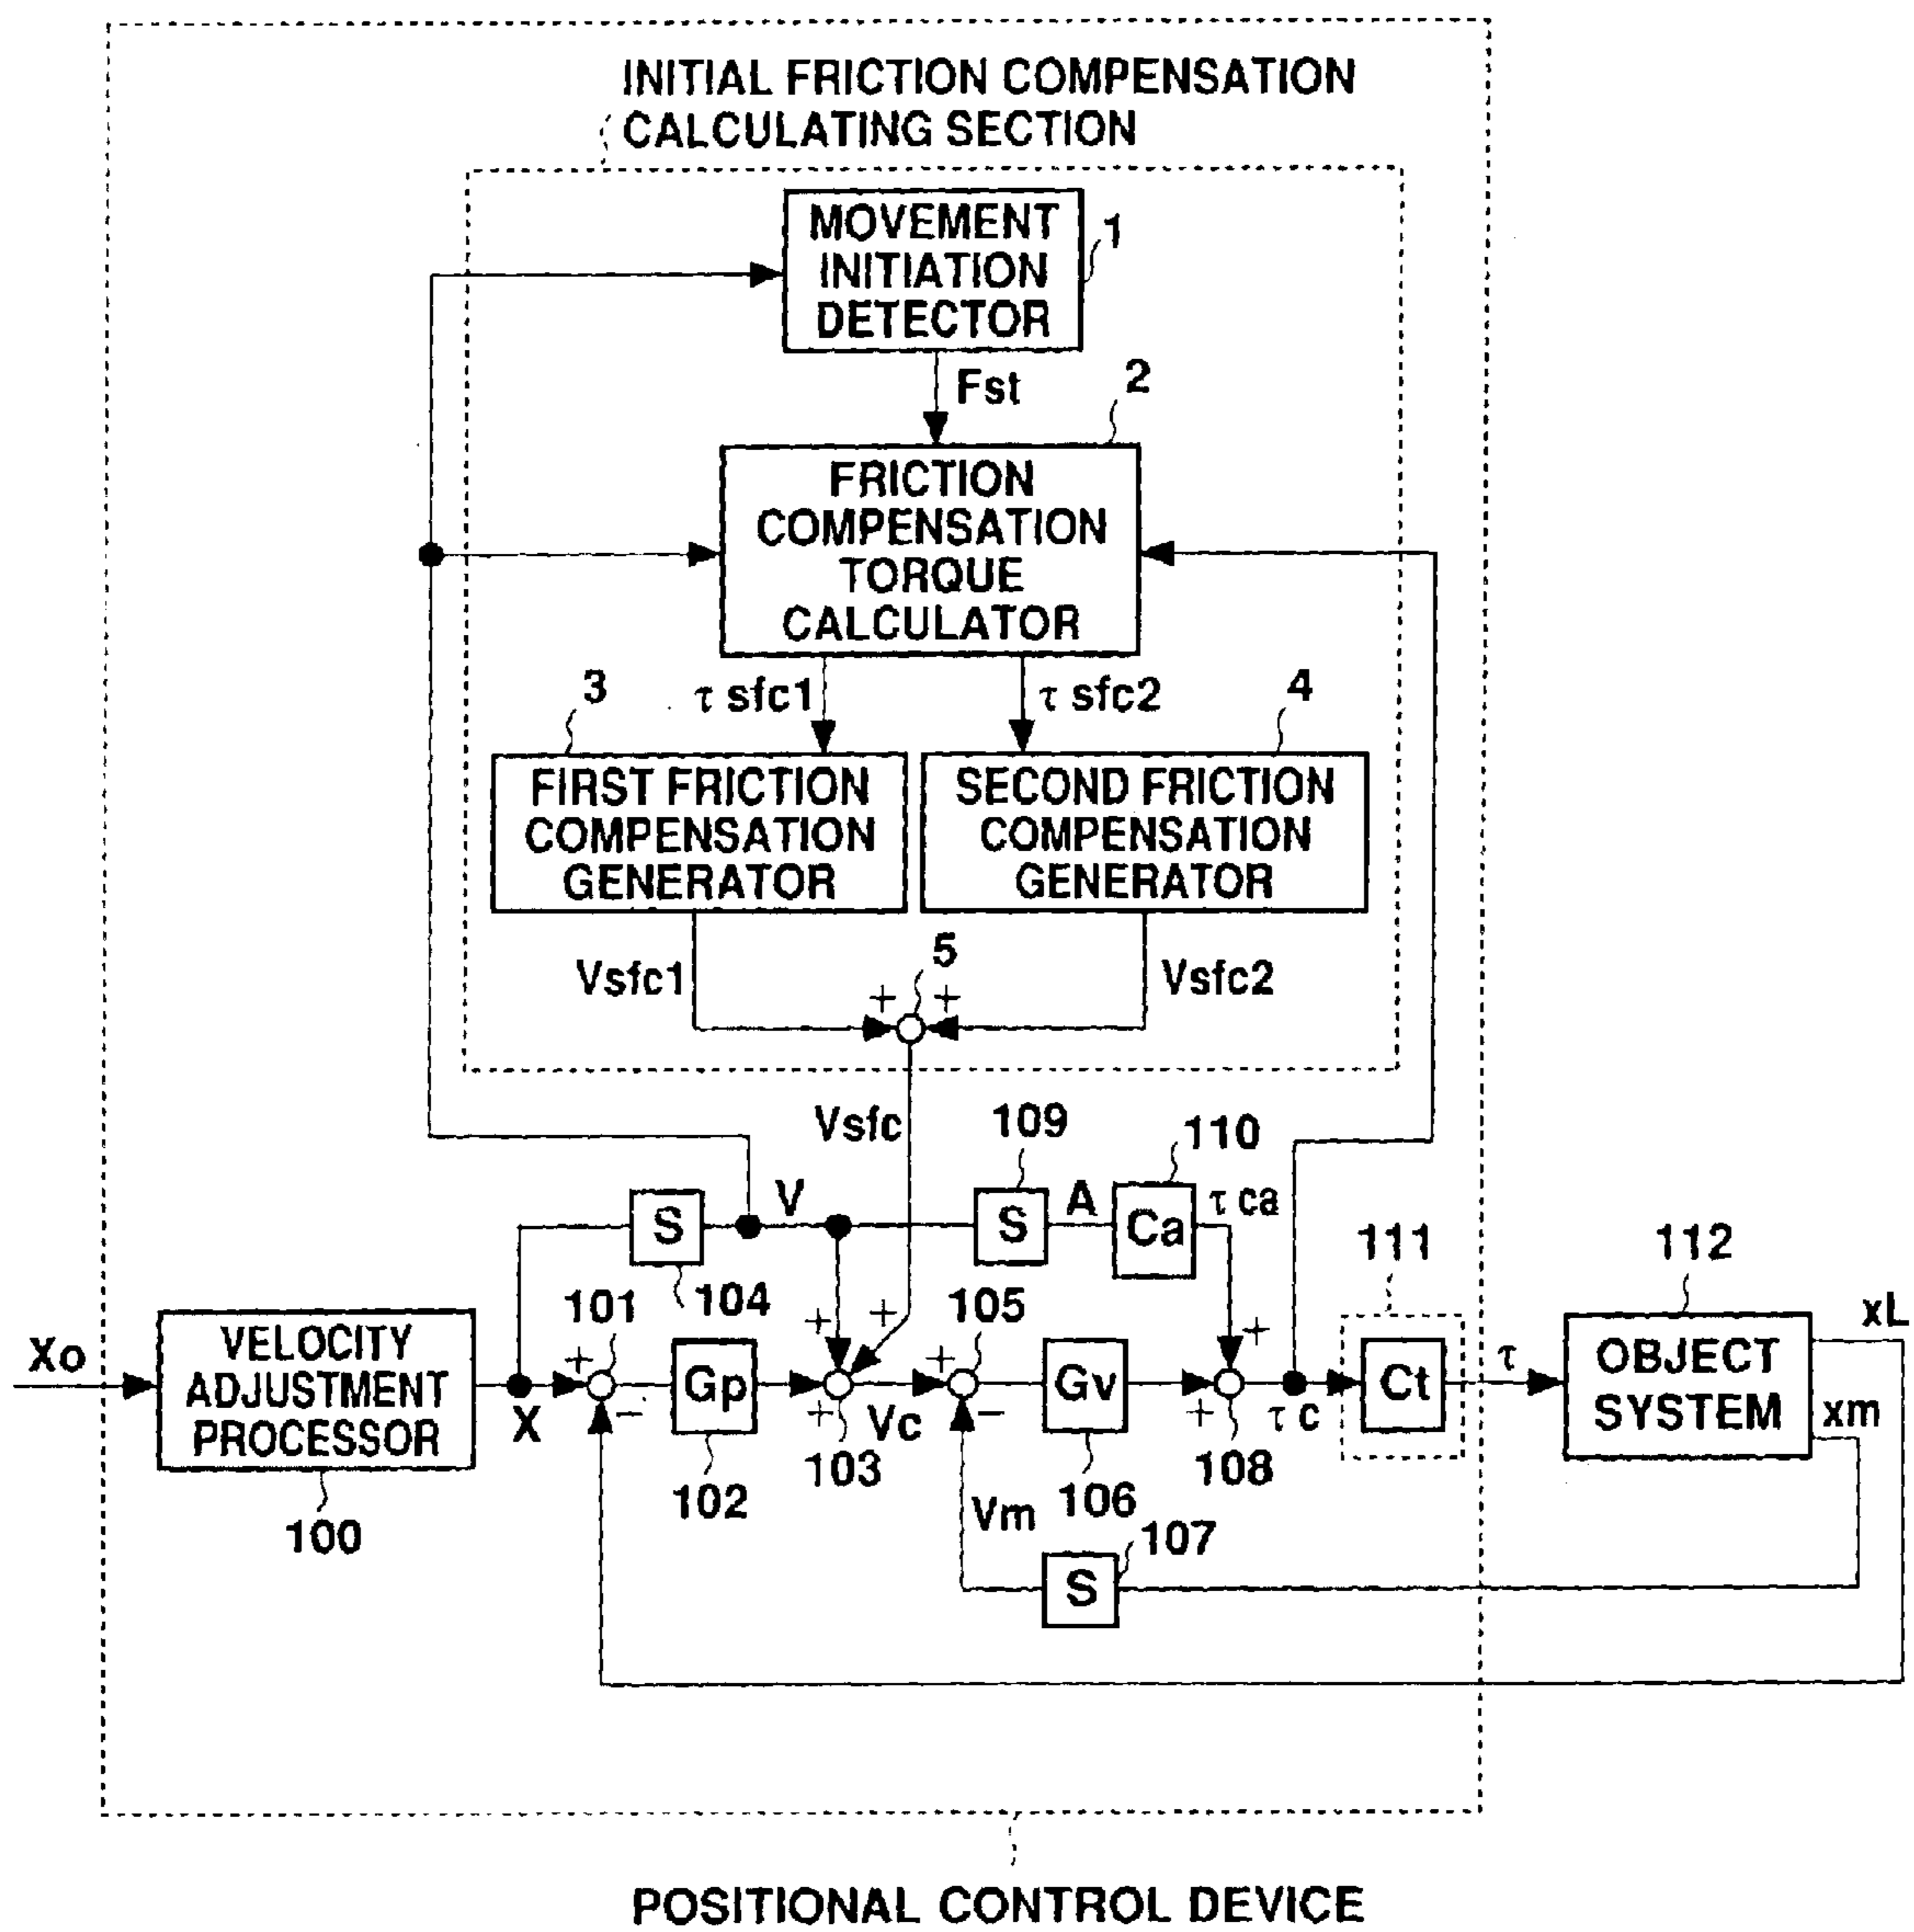 INITIAL FRICTION COMPENSATION
CALCULATING SECTION
MOVEMENT
INITIATION
DETECTOR
1
Fst
2
FRICTION
COMPENSATION
TORQUE
CALCULATOR
3
τ sfc1
τ sfc2
4
FIRST FRICTION
COMPENSATION
GENERATOR
SECOND FRICTION
COMPENSATION
GENERATOR
Vsfc1
5
Vsfc2
+ +
Vsfc
109
110
S
V
S
A
Ca
τ ca
104
101
105
111
112
xL
Xo
VELOCITY
ADJUSTMENT
PROCESSOR
+
+
+
+
+
X
−
Gp
+
Vc
−
Gv
+
τ c
Ct
τ
OBJECT
SYSTEM
xm
100
102
103
Vm
106
108
107
S
POSITIONAL CONTROL DEVICE